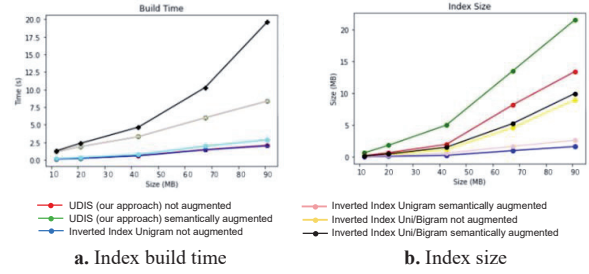 Build Time
20.0
17.5
15.0
12.5
10.0
7.5
5.0
2.5
0.0
Time (s)
10 20 30 40 50 60 70 80 90
Size (MB)
Index Size
20
15
10
5
0
Size (MB)
10 20 30 40 50 60 70 80 90
Size (MB)
UDIS (our approach) not augmented
UDIS (our approach) semantically augmented
Inverted Index Unigram not augmented
Inverted Index Unigram semantically augmented
Inverted Index Uni/Bigram not augmented
Inverted Index Uni/Bigram semantically augmented
a. Index build time
b. Index size